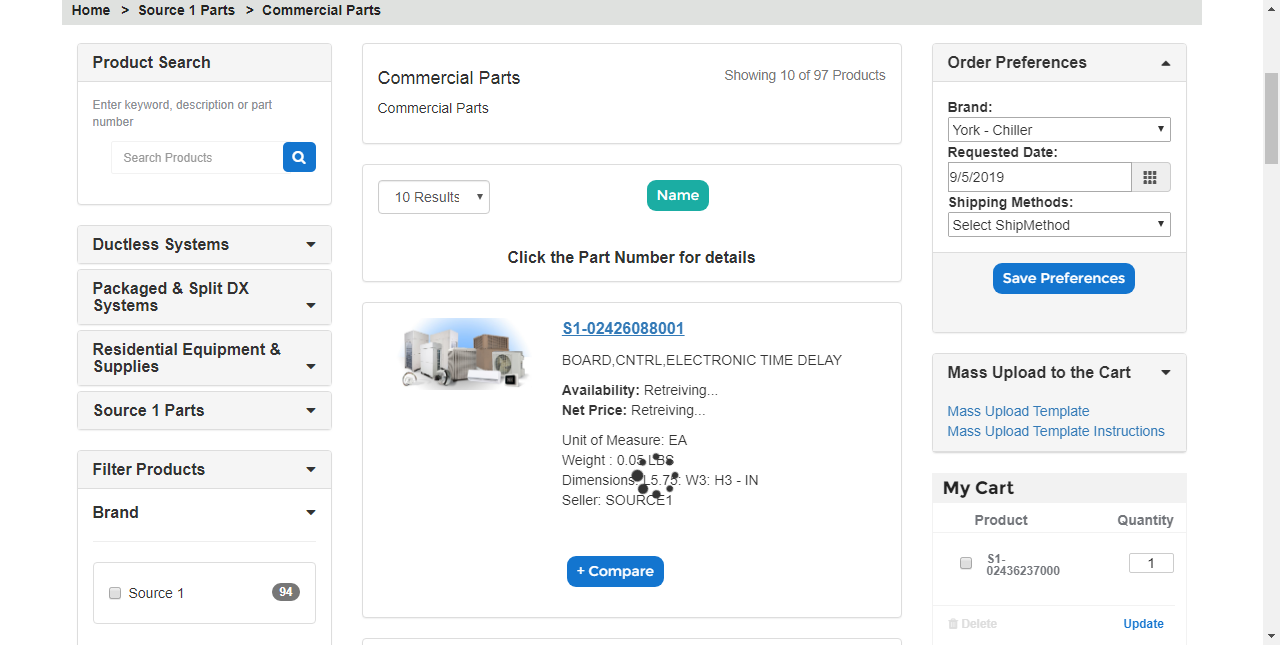 Home > Source 1 Parts > Commercial Parts
Product Search
Enter keyword, description or part
number
Search Products
Ductless Systems
Packaged & Split DX
Systems
Residential Equipment &
Supplies
Source 1 Parts
Filter Products
Brand
Source 1 94
Commercial Parts
Showing 10 of 97 Products
Commercial Parts
10 Results
Name
Click the Part Number for details
S1-02426088001
BOARD,CNTRL,ELECTRONIC TIME DELAY
Availability: Retreiving...
Net Price: Retreiving...
Unit of Measure: EA
Weight : 0.05 LBS
Dimensions: L5.75: W3: H3 - IN
Seller: SOURCE1
+ Compare
Order Preferences
Brand:
York - Chiller
Requested Date:
9/5/2019
Shipping Methods:
Select ShipMethod
Save Preferences
Mass Upload to the Cart
Mass Upload Template
Mass Upload Template Instructions
My Cart
Product Quantity
S1-
02436237000
1
Delete Update